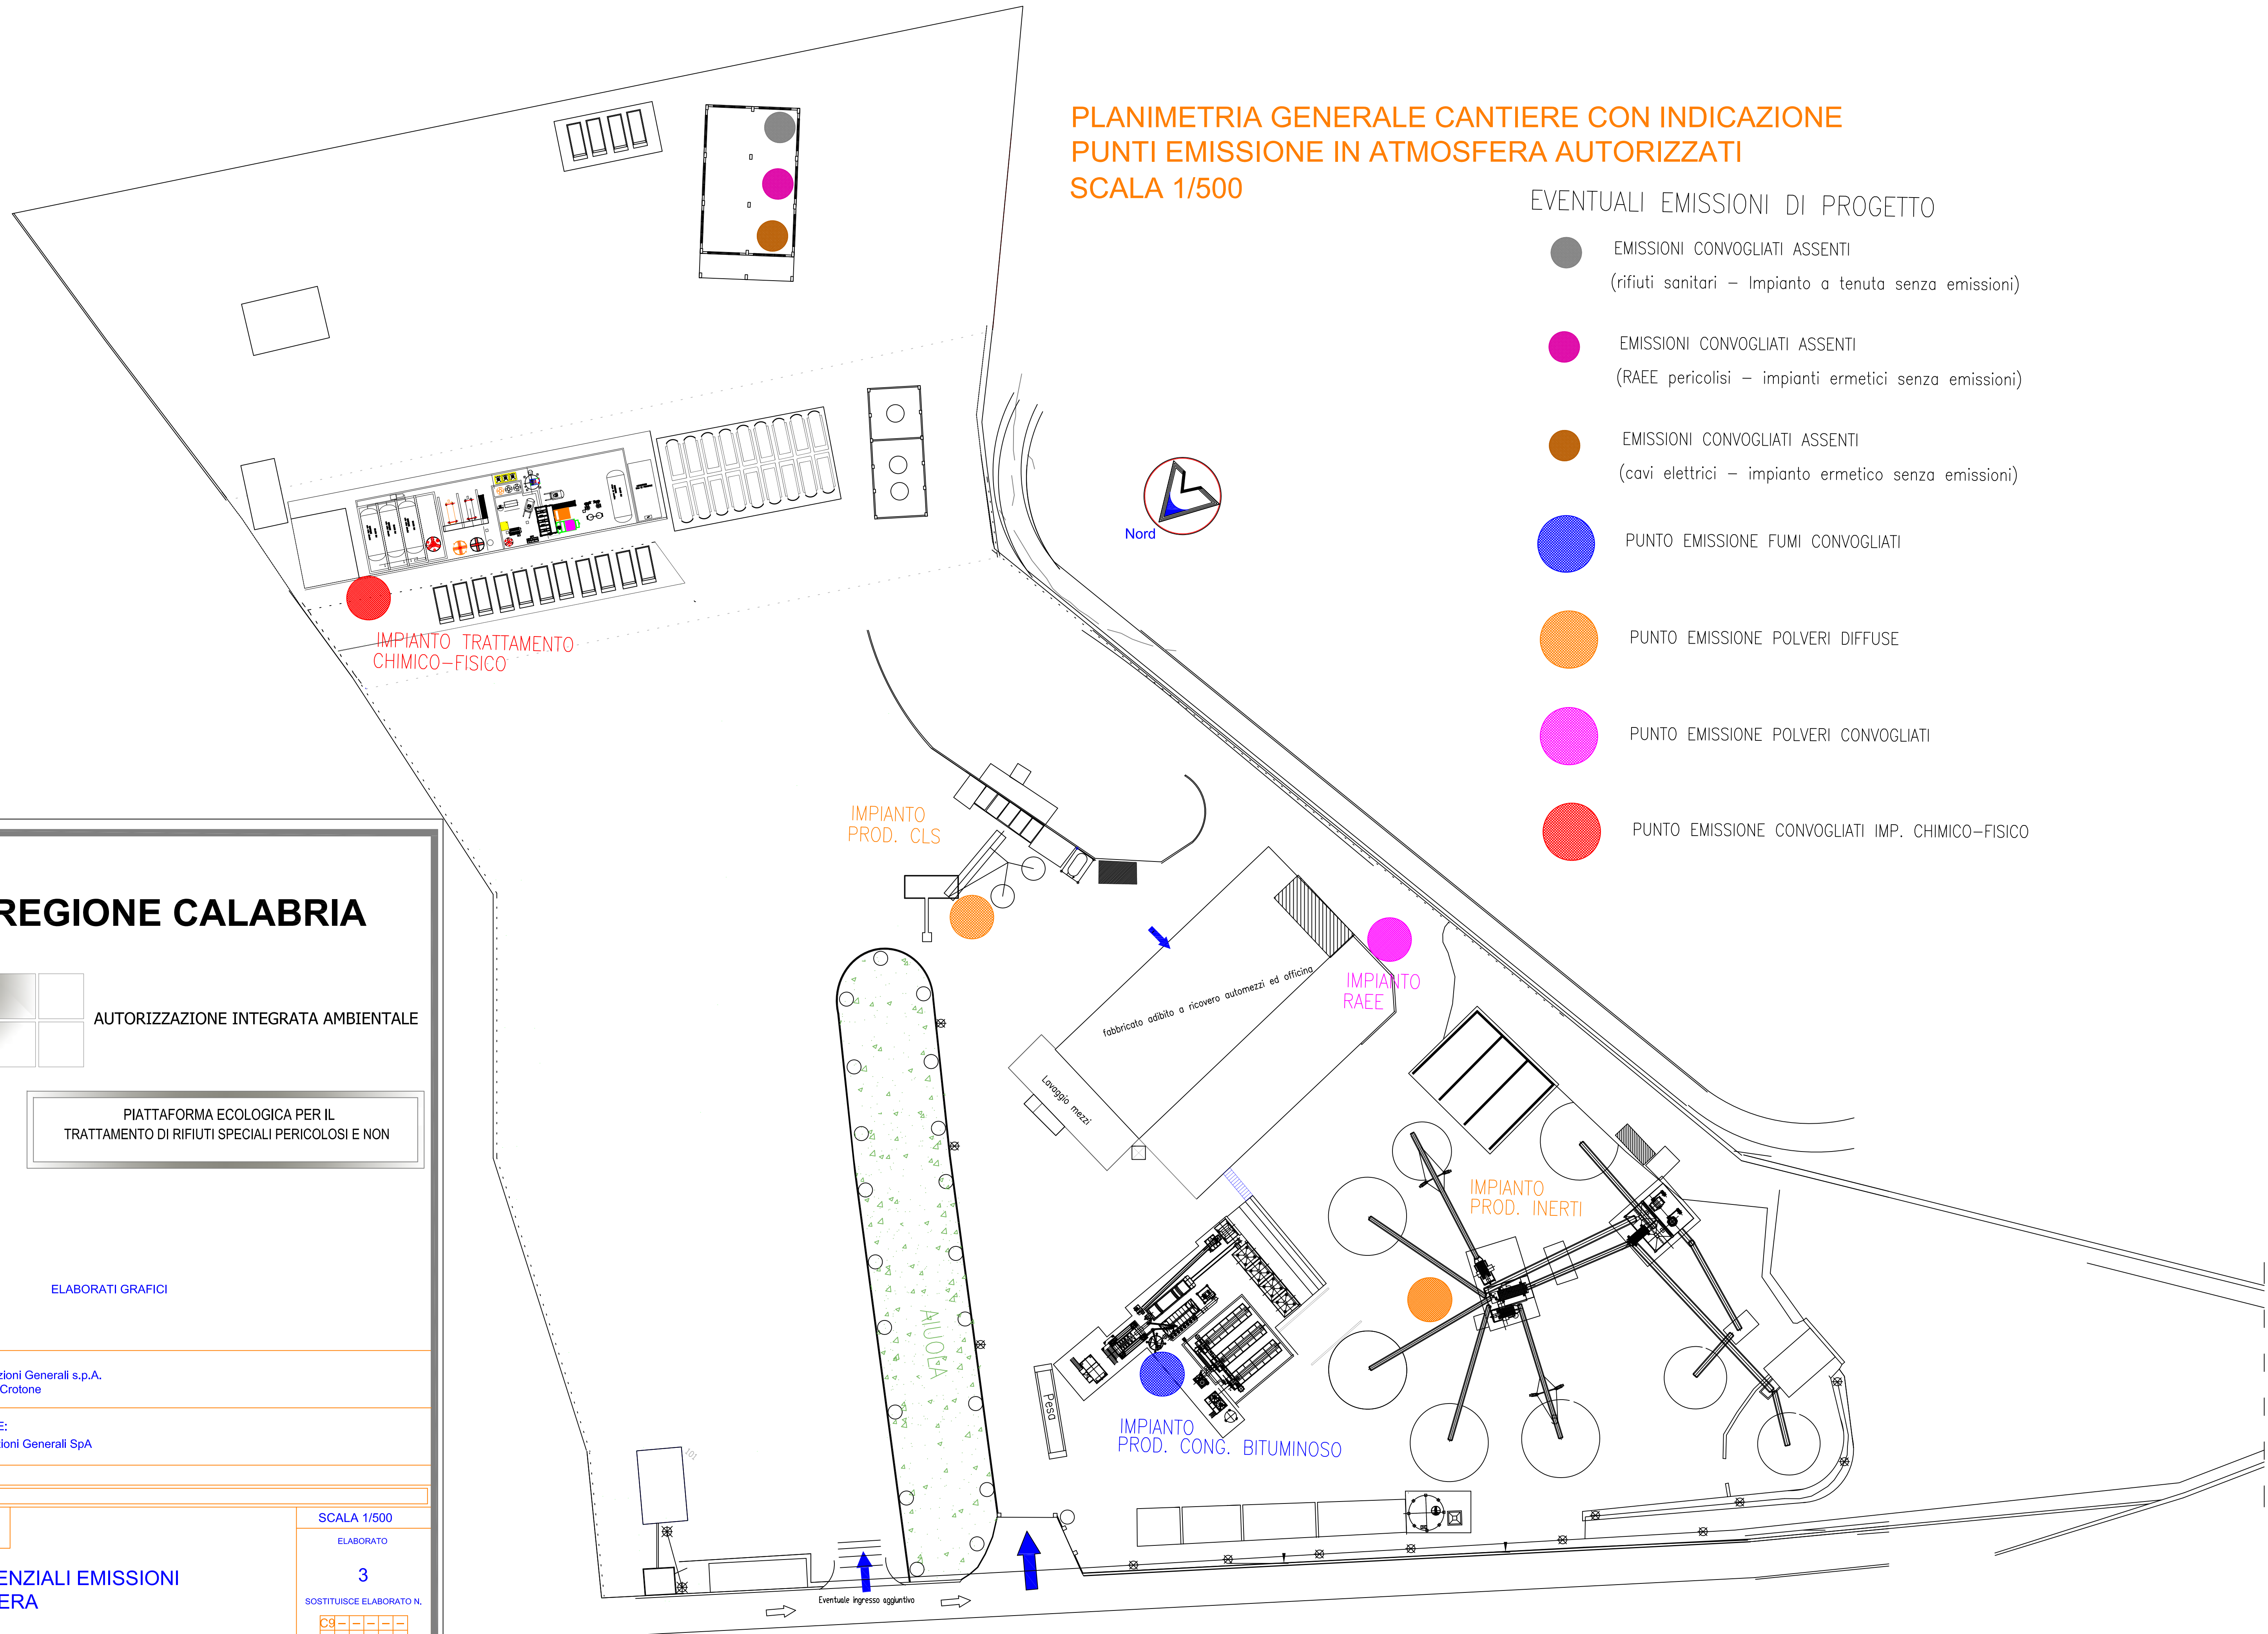 PLANIMETRIA GENERALE CANTIERE CON INDICAZIONE
PUNTI EMISSIONE IN ATMOSFERA AUTORIZZATI
SCALA 1/500
EVENTUALI EMISSIONI DI PROGETTO
EMISSIONI CONVOGLIATI ASSENTI
(rifiuti sanitari - Impianto a tenuta senza emissioni)
EMISSIONI CONVOGLIATI ASSENTI
(RAEE pericolisi - impianti ermetici senza emissioni)
EMISSIONI CONVOGLIATI ASSENTI
(cavi elettrici - impianto ermetico senza emissioni)
PUNTO EMISSIONE FUMI CONVOGLIATI
PUNTO EMISSIONE POLVERI DIFFUSE
PUNTO EMISSIONE POLVERI CONVOGLIATI
PUNTO EMISSIONE CONVOGLIATI IMP. CHIMICO-FISICO
Nord
IMPIANTO TRATTAMENTO
CHIMICO-FISICO
IMPIANTO
PROD. CLS
fabbricato adibito a ricovero automezzi ed officina
Lavaggio mezzi
IMPIANTO
RAEE
IMPIANTO
PROD. INERTI
AIUOLA
Pesa
IMPIANTO
PROD. CONG. BITUMINOSO
101
Eventuale ingresso aggiuntivo
REGIONE CALABRIA
AUTORIZZAZIONE INTEGRATA AMBIENTALE
PIATTAFORMA ECOLOGICA PER IL
TRATTAMENTO DI RIFIUTI SPECIALI PERICOLOSI E NON
ELABORATI GRAFICI
zioni Generali s.p.A.
Crotone
E:
ioni Generali SpA
SCALA 1/500
ELABORATO
3
SOSTITUISCE ELABORATO N,
C9 - - - - -
ENZIALI EMISSIONI
ERA